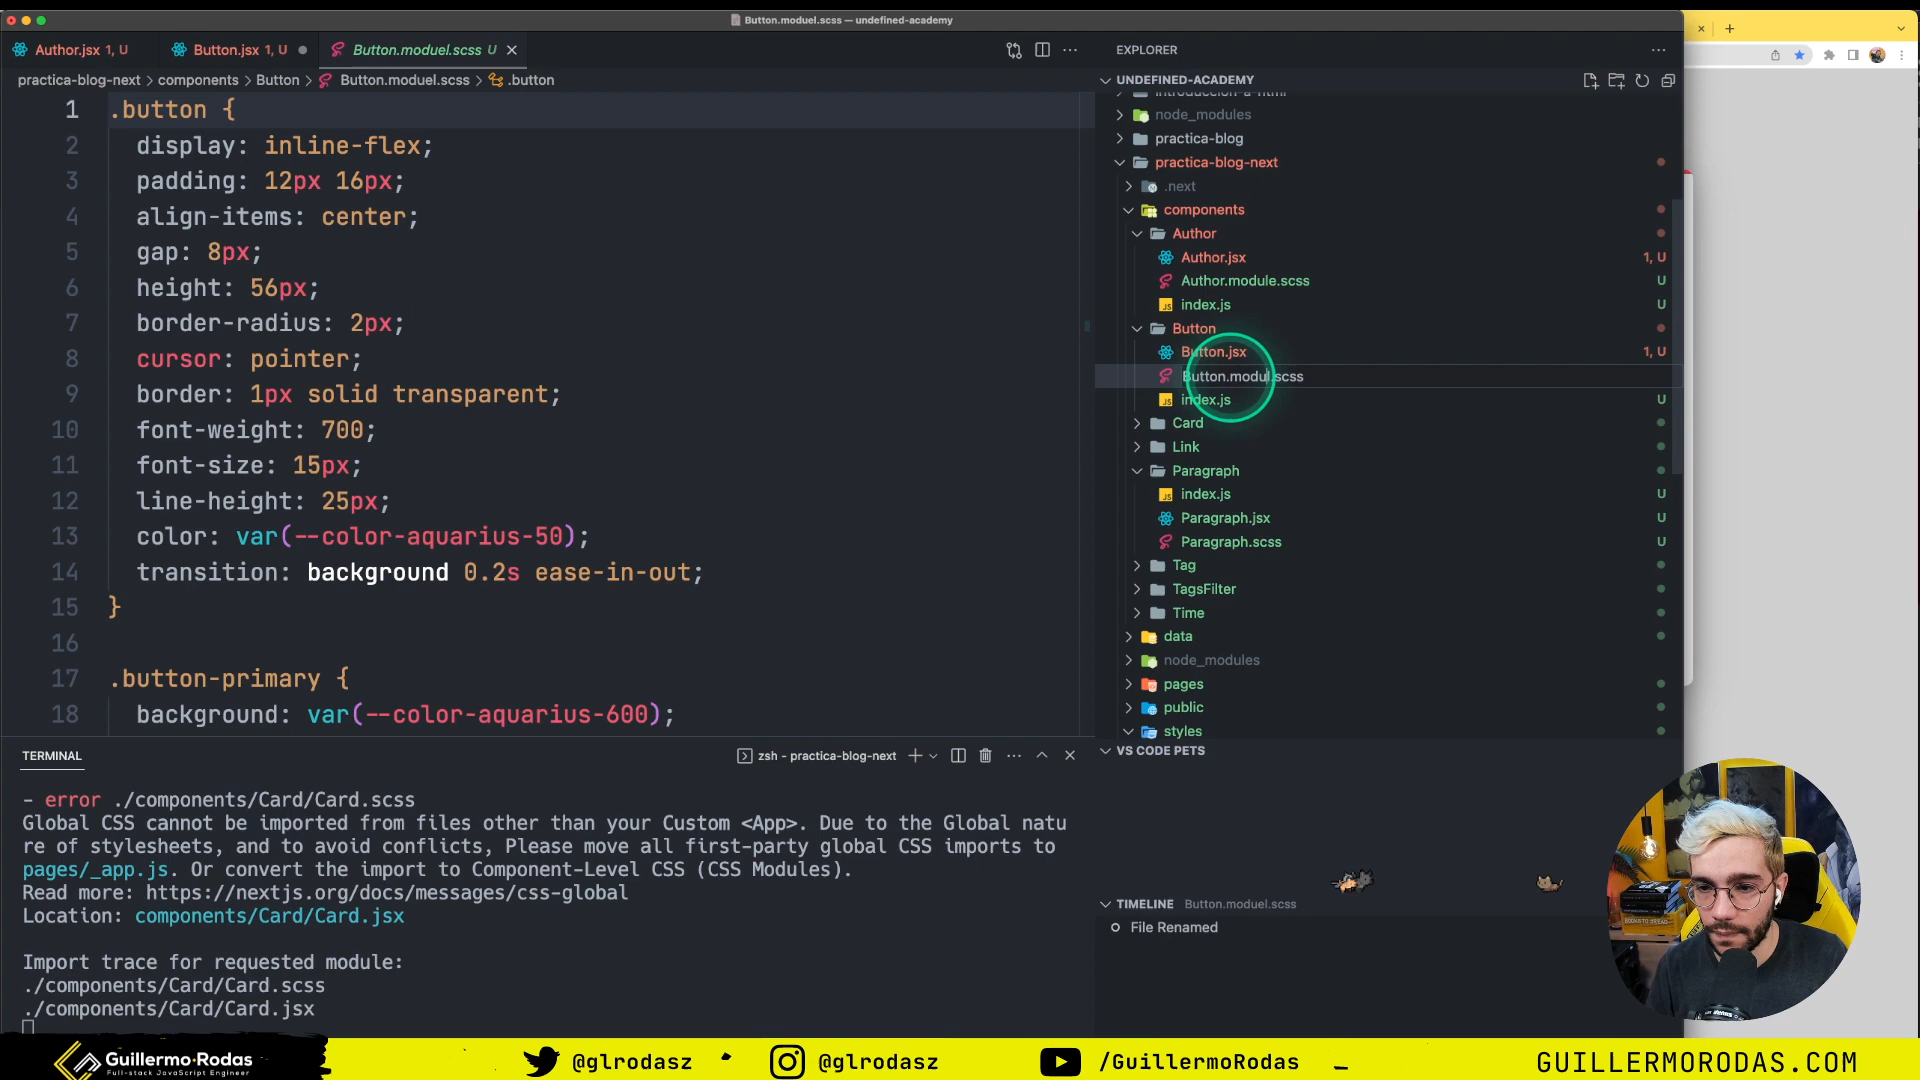 Button.moduel.scss — undefined-academy
Author.jsx 1, U
Button.jsx 1, U
Button.moduel.scss U
practica-blog-next > components > Button > Button.moduel.scss > .button
1 .button {
2 display: inline-flex;
3 padding: 12px 16px;
4 align-items: center;
5 gap: 8px;
6 height: 56px;
7 border-radius: 2px;
8 cursor: pointer;
9 border: 1px solid transparent;
10 font-weight: 700;
11 font-size: 15px;
12 line-height: 25px;
13 color: var(--color-aquarius-50);
14 transition: background 0.2s ease-in-out;
15 }
16
17 .button-primary {
18 background: var(--color-aquarius-600);
EXPLORER
UNDEFINED-ACADEMY
introduccion-a-html
node_modules
practica-blog
practica-blog-next
.next
components
Author
Author.jsx 1, U
Author.module.scss U
index.js U
Button
Button.jsx 1, U
Button.modul.scss
index.js U
Card
Link
Paragraph
index.js U
Paragraph.jsx U
Paragraph.scss U
Tag
TagsFilter
Time
data
node_modules
pages
public
styles
VS CODE PETS
TIMELINE Button.moduel.scss
File Renamed
TERMINAL
zsh - practica-blog-next
- error ./components/Card/Card.scss
Global CSS cannot be imported from files other than your Custom <App>. Due to the Global natu
re of stylesheets, and to avoid conflicts, Please move all first-party global CSS imports to
pages/_app.js. Or convert the import to Component-Level CSS (CSS Modules).
Read more: https://nextjs.org/docs/messages/css-global
Location: components/Card/Card.jsx
Import trace for requested module:
./components/Card/Card.scss
./components/Card/Card.jsx
Guillermo Rodas
Full-stack JavaScript Engineer
@glrodasz
@glrodasz
/GuillermoRodas
GUILLERMORODAS.COM